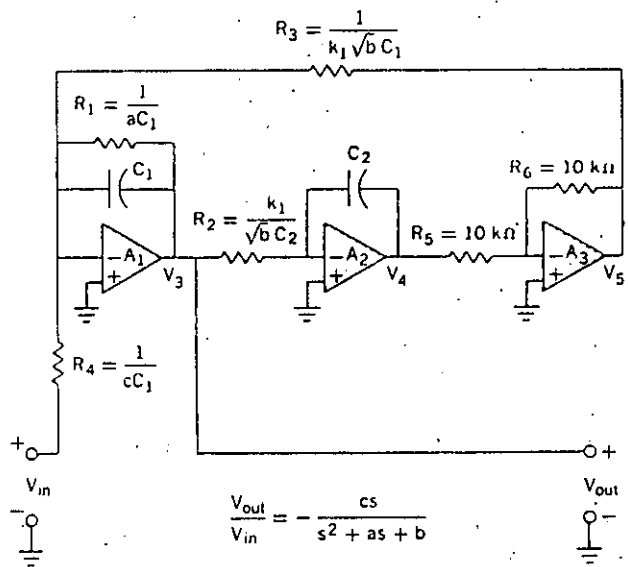 R₃ = 1 / (k₁ √b C₁)
R₁ = 1 / (aC₁)
C₁
C₂
R₆ = 10 kΩ
R₂ = k₁ / (√b C₂)
R₅ = 10 kΩ
− A₁
+
V₃
− A₂
+
V₄
− A₃
+
V₅
R₄ = 1 / (cC₁)
+
Vin
−
+
Vout
−
Vout / Vin = − cs / (s² + as + b)